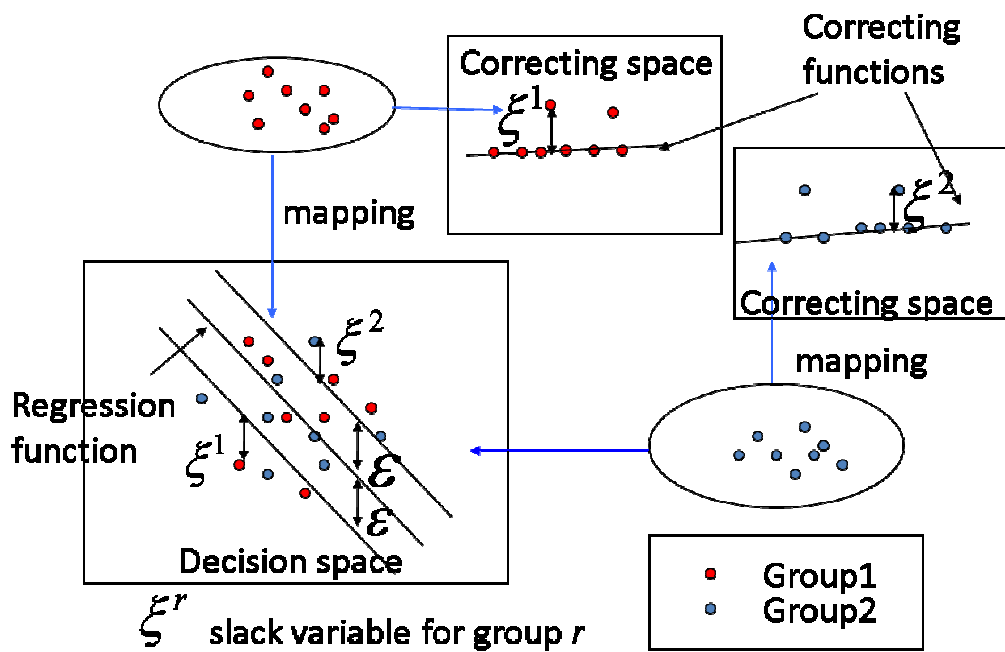 Correcting space
Correcting
functions
ξ¹
ξ²
mapping
Correcting space
mapping
ξ²
Regression
function
ξ¹
ε
ε
Decision space
Group1
Group2
ξʳ slack variable for group r